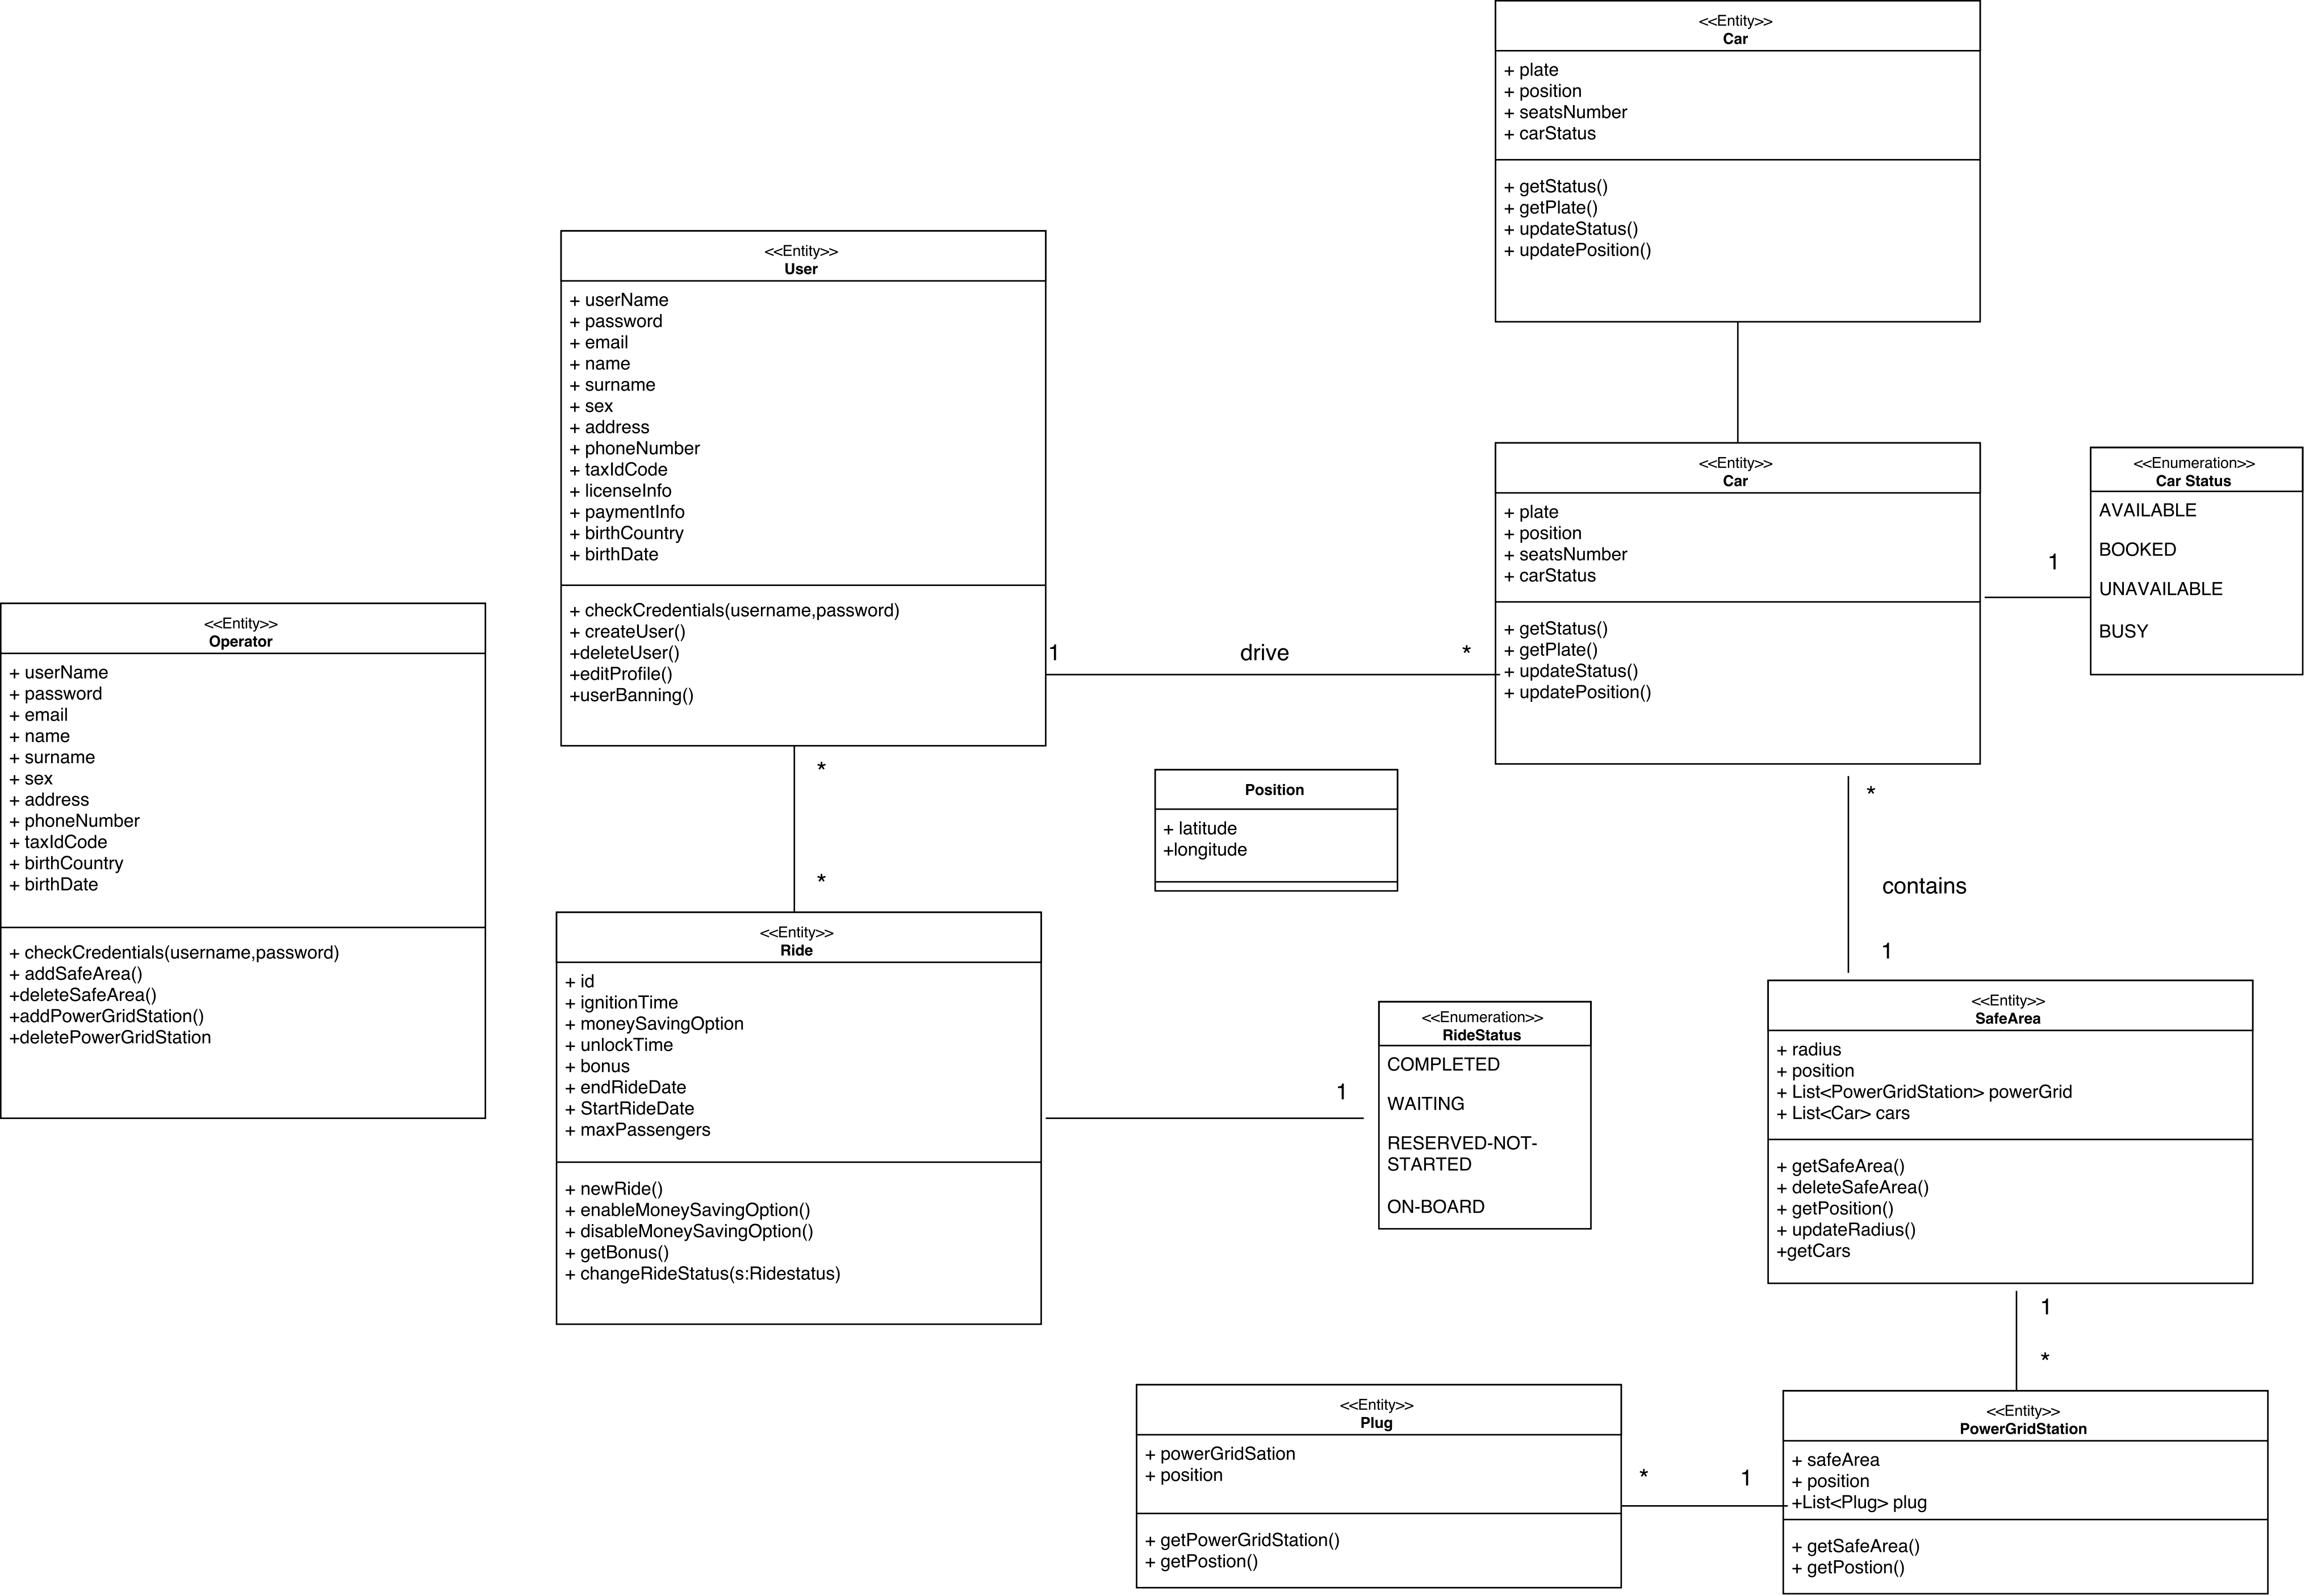 <<Entity>>
Car
+ plate
+ position
+ seatsNumber
+ carStatus
+ getStatus()
+ getPlate()
+ updateStatus()
+ updatePosition()
<<Entity>>
User
+ userName
+ password
+ email
+ name
+ surname
+ sex
+ address
+ phoneNumber
+ taxIdCode
+ licenseInfo
+ paymentInfo
+ birthCountry
+ birthDate
+ checkCredentials(username,password)
+ createUser()
+deleteUser()
+editProfile()
+userBanning()
1
drive
*
<<Entity>>
Car
+ plate
+ position
+ seatsNumber
+ carStatus
+ getStatus()
+ getPlate()
+ updateStatus()
+ updatePosition()
1
<<Enumeration>>
Car Status
AVAILABLE
BOOKED
UNAVAILABLE
BUSY
<<Entity>>
Operator
+ userName
+ password
+ email
+ name
+ surname
+ sex
+ address
+ phoneNumber
+ taxIdCode
+ birthCountry
+ birthDate
+ checkCredentials(username,password)
+ addSafeArea()
+deleteSafeArea()
+addPowerGridStation()
+deletePowerGridStation
*
*
Position
+ latitude
+longitude
*
contains
1
<<Entity>>
Ride
+ id
+ ignitionTime
+ moneySavingOption
+ unlockTime
+ bonus
+ endRideDate
+ StartRideDate
+ maxPassengers
+ newRide()
+ enableMoneySavingOption()
+ disableMoneySavingOption()
+ getBonus()
+ changeRideStatus(s:Ridestatus)
1
<<Enumeration>>
RideStatus
COMPLETED
WAITING
RESERVED-NOT-
STARTED
ON-BOARD
<<Entity>>
SafeArea
+ radius
+ position
+ List<PowerGridStation> powerGrid
+ List<Car> cars
+ getSafeArea()
+ deleteSafeArea()
+ getPosition()
+ updateRadius()
+getCars
1
*
<<Entity>>
Plug
+ powerGridSation
+ position
+ getPowerGridStation()
+ getPostion()
*
1
<<Entity>>
PowerGridStation
+ safeArea
+ position
+List<Plug> plug
+ getSafeArea()
+ getPostion()